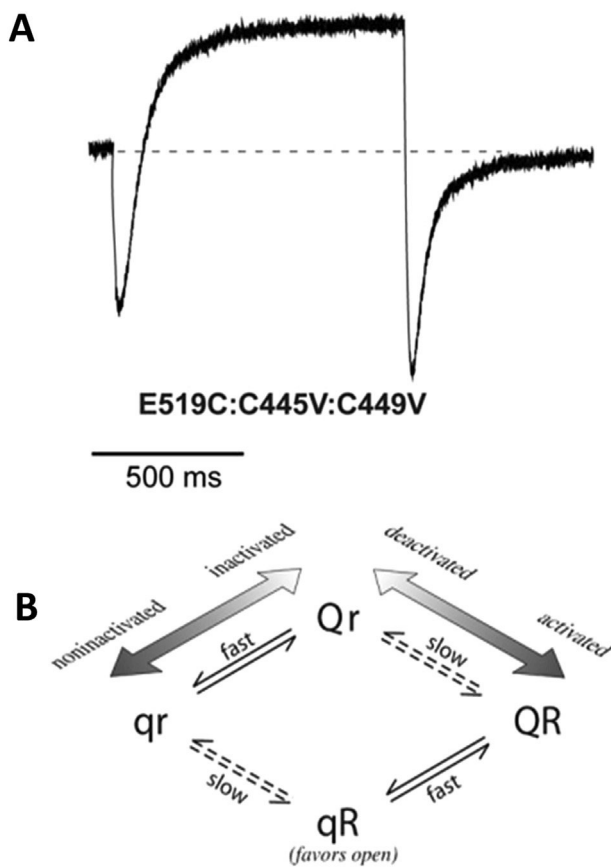 A
E519C:C445V:C449V
500 ms
B
noninactivated
inactivated
deactivated
activated
Qr
fast
slow
qr
QR
slow
fast
qR
(favors open)